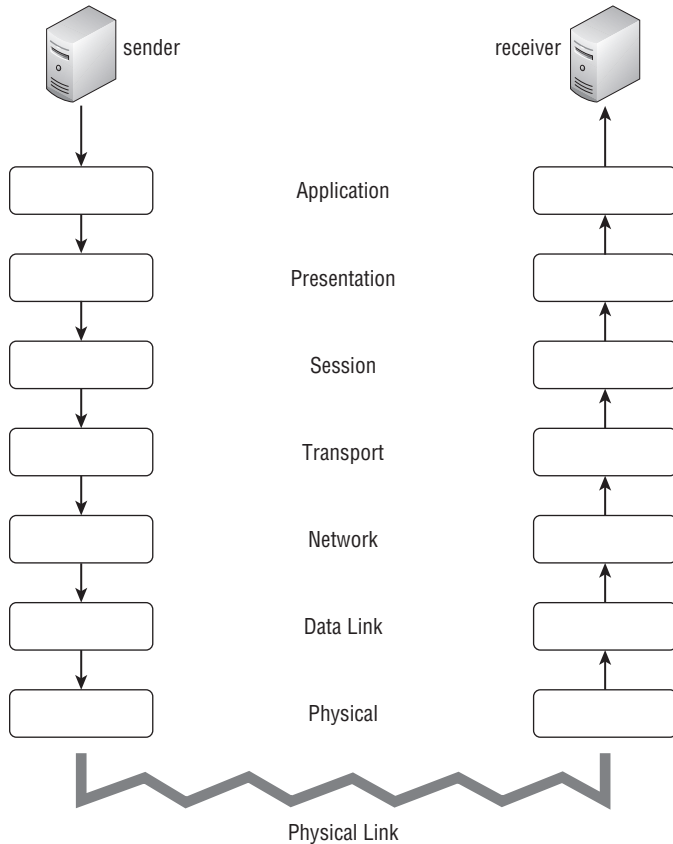 sender
receiver
Application
Presentation
Session
Transport
Network
Data Link
Physical
Physical Link